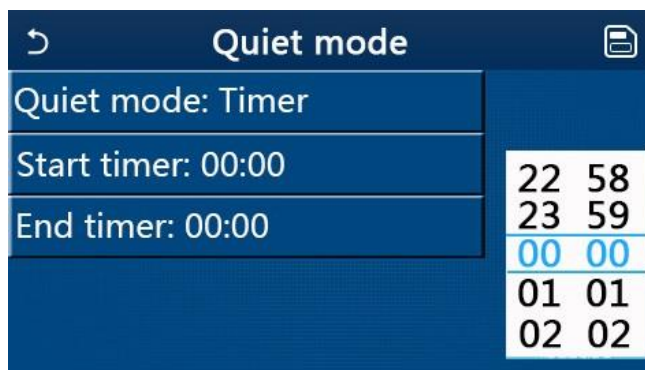 Quiet mode
Quiet mode: Timer
Start timer: 00:00
End timer: 00:00
22 58
23 59
00 00
01 01
02 02